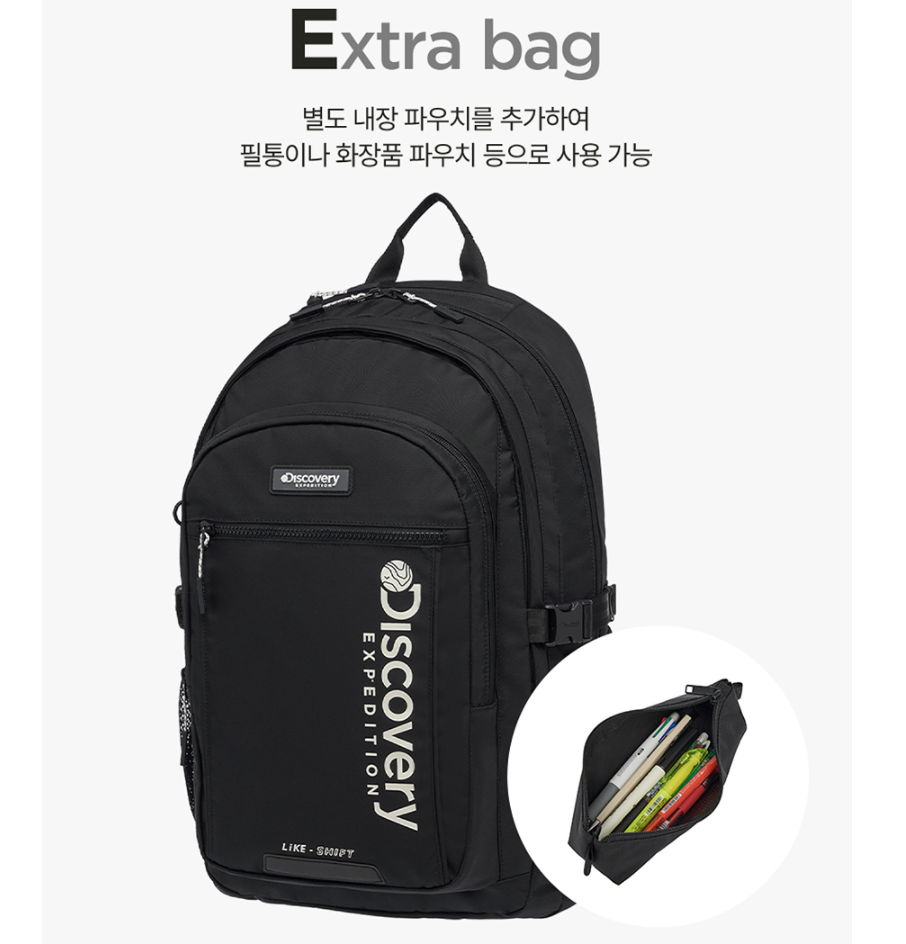 Extra bag
별도 내장 파우치를 추가하여
필통이나 화장품 파우치 등으로 사용 가능
Discovery
EXPEDITION
Discovery
EXPEDITION
LiKE - SHIFT